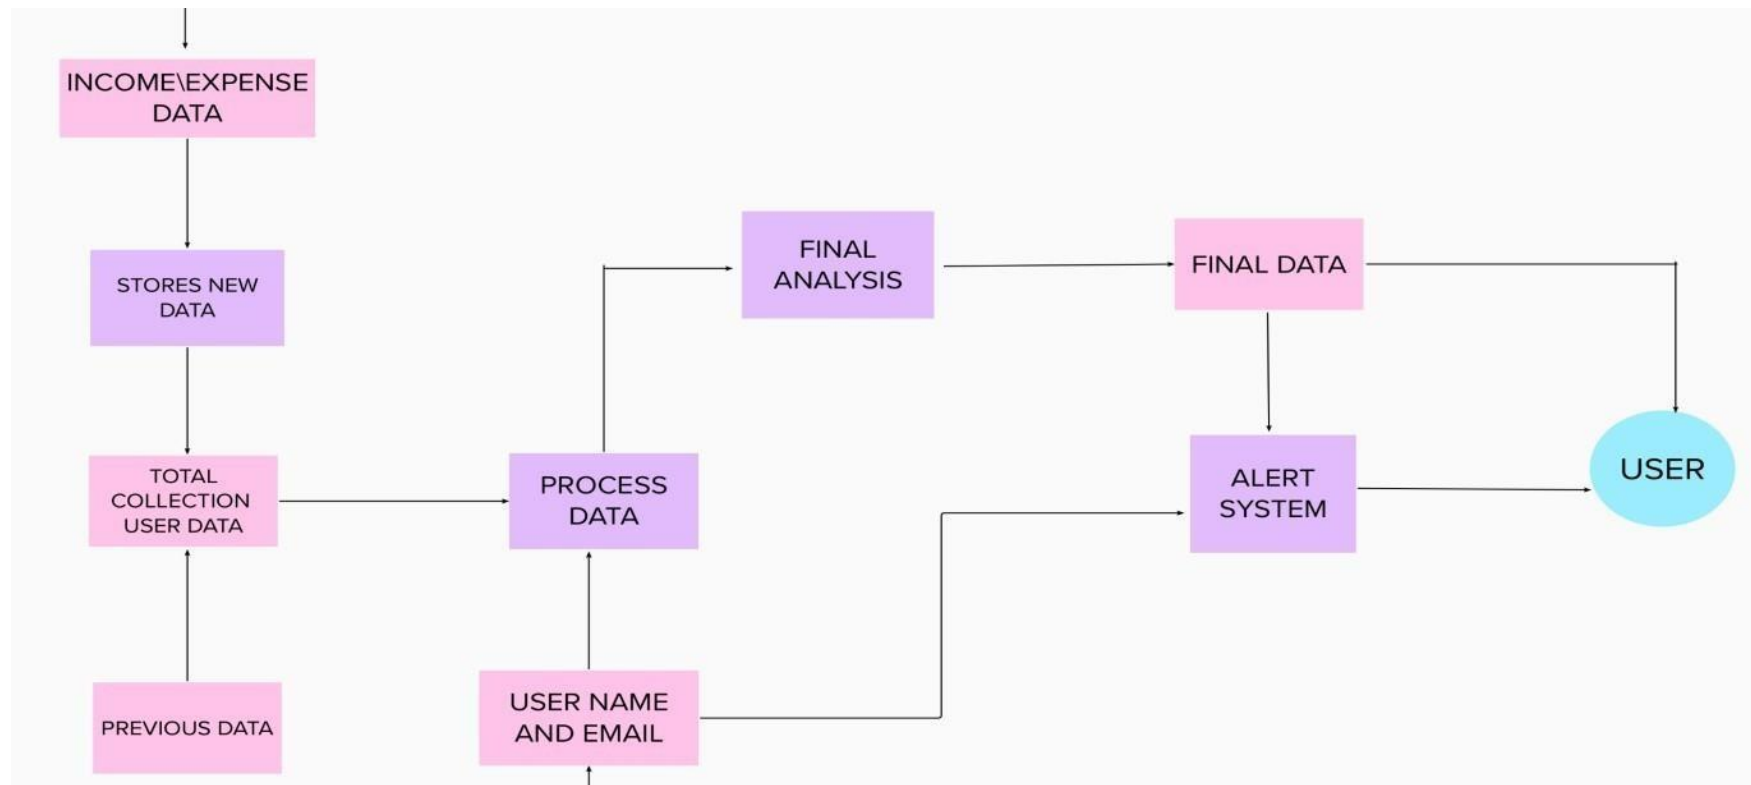 INCOME\EXPENSE
DATA
STORES NEW
DATA
TOTAL
COLLECTION
USER DATA
PREVIOUS DATA
PROCESS
DATA
USER NAME
AND EMAIL
FINAL
ANALYSIS
FINAL DATA
ALERT
SYSTEM
USER